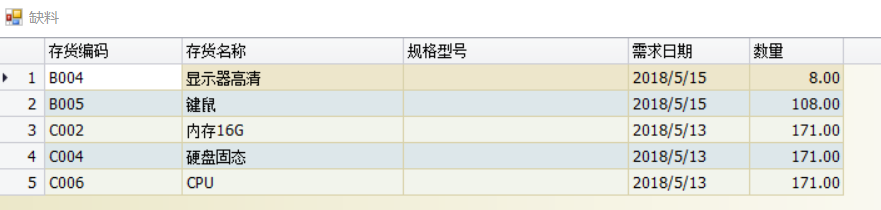 缺料
存货编码 存货名称 规格型号 需求日期 数量
1 B004 显示器高清 2018/5/15 8.00
2 B005 键鼠 2018/5/15 108.00
3 C002 内存16G 2018/5/13 171.00
4 C004 硬盘固态 2018/5/13 171.00
5 C006 CPU 2018/5/13 171.00